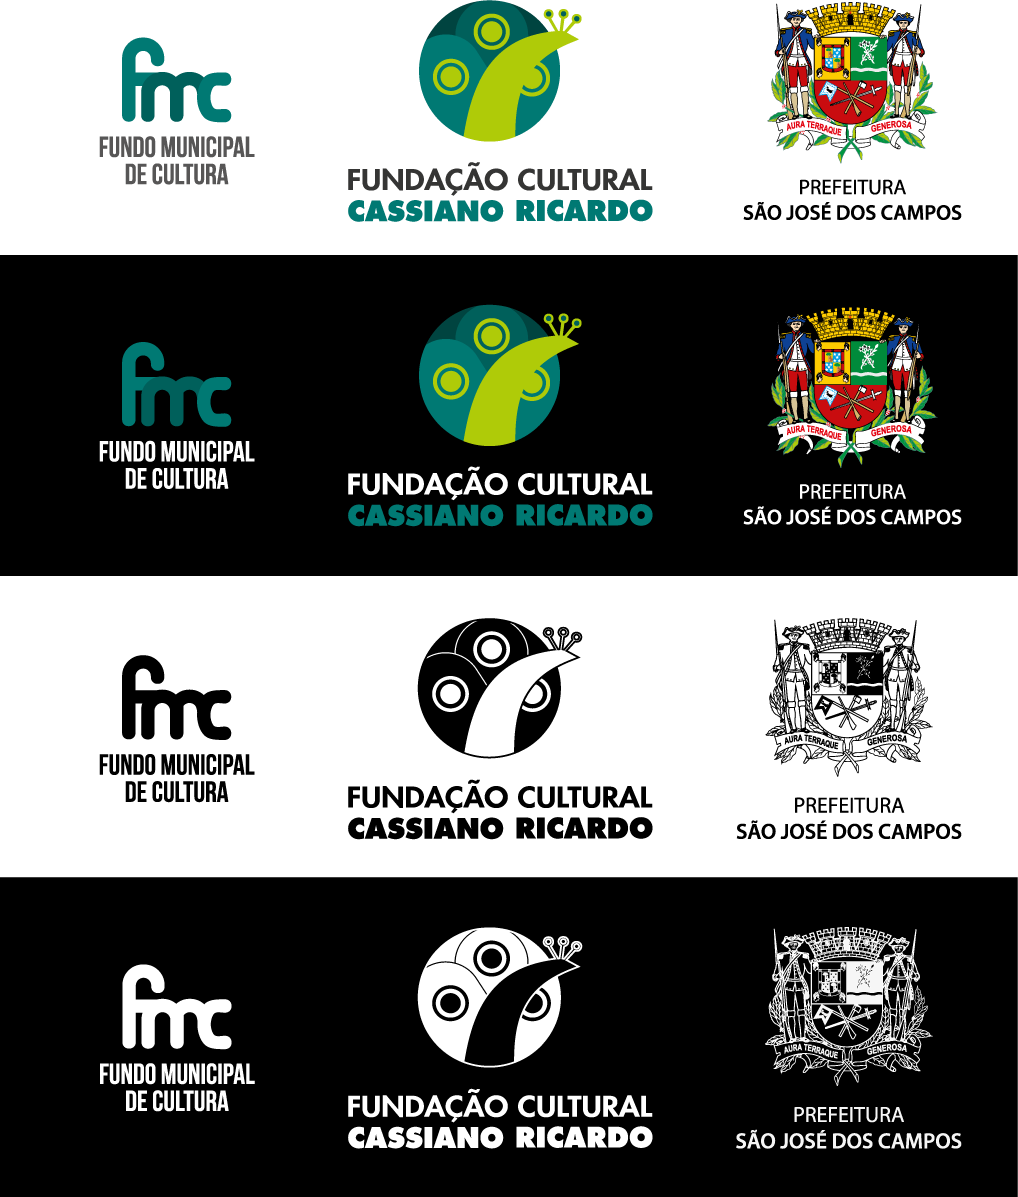 fmc
FUNDO MUNICIPAL
DE CULTURA
FUNDAÇÃO CULTURAL
CASSIANO RICARDO
AURA TERRAQUE GENEROSA
PREFEITURA
SÃO JOSÉ DOS CAMPOS
fmc
FUNDO MUNICIPAL
DE CULTURA
FUNDAÇÃO CULTURAL
CASSIANO RICARDO
AURA TERRAQUE GENEROSA
PREFEITURA
SÃO JOSÉ DOS CAMPOS
fmc
FUNDO MUNICIPAL
DE CULTURA
FUNDAÇÃO CULTURAL
CASSIANO RICARDO
AURA TERRAQUE GENEROSA
PREFEITURA
SÃO JOSÉ DOS CAMPOS
fmc
FUNDO MUNICIPAL
DE CULTURA
FUNDAÇÃO CULTURAL
CASSIANO RICARDO
AURA TERRAQUE GENEROSA
PREFEITURA
SÃO JOSÉ DOS CAMPOS